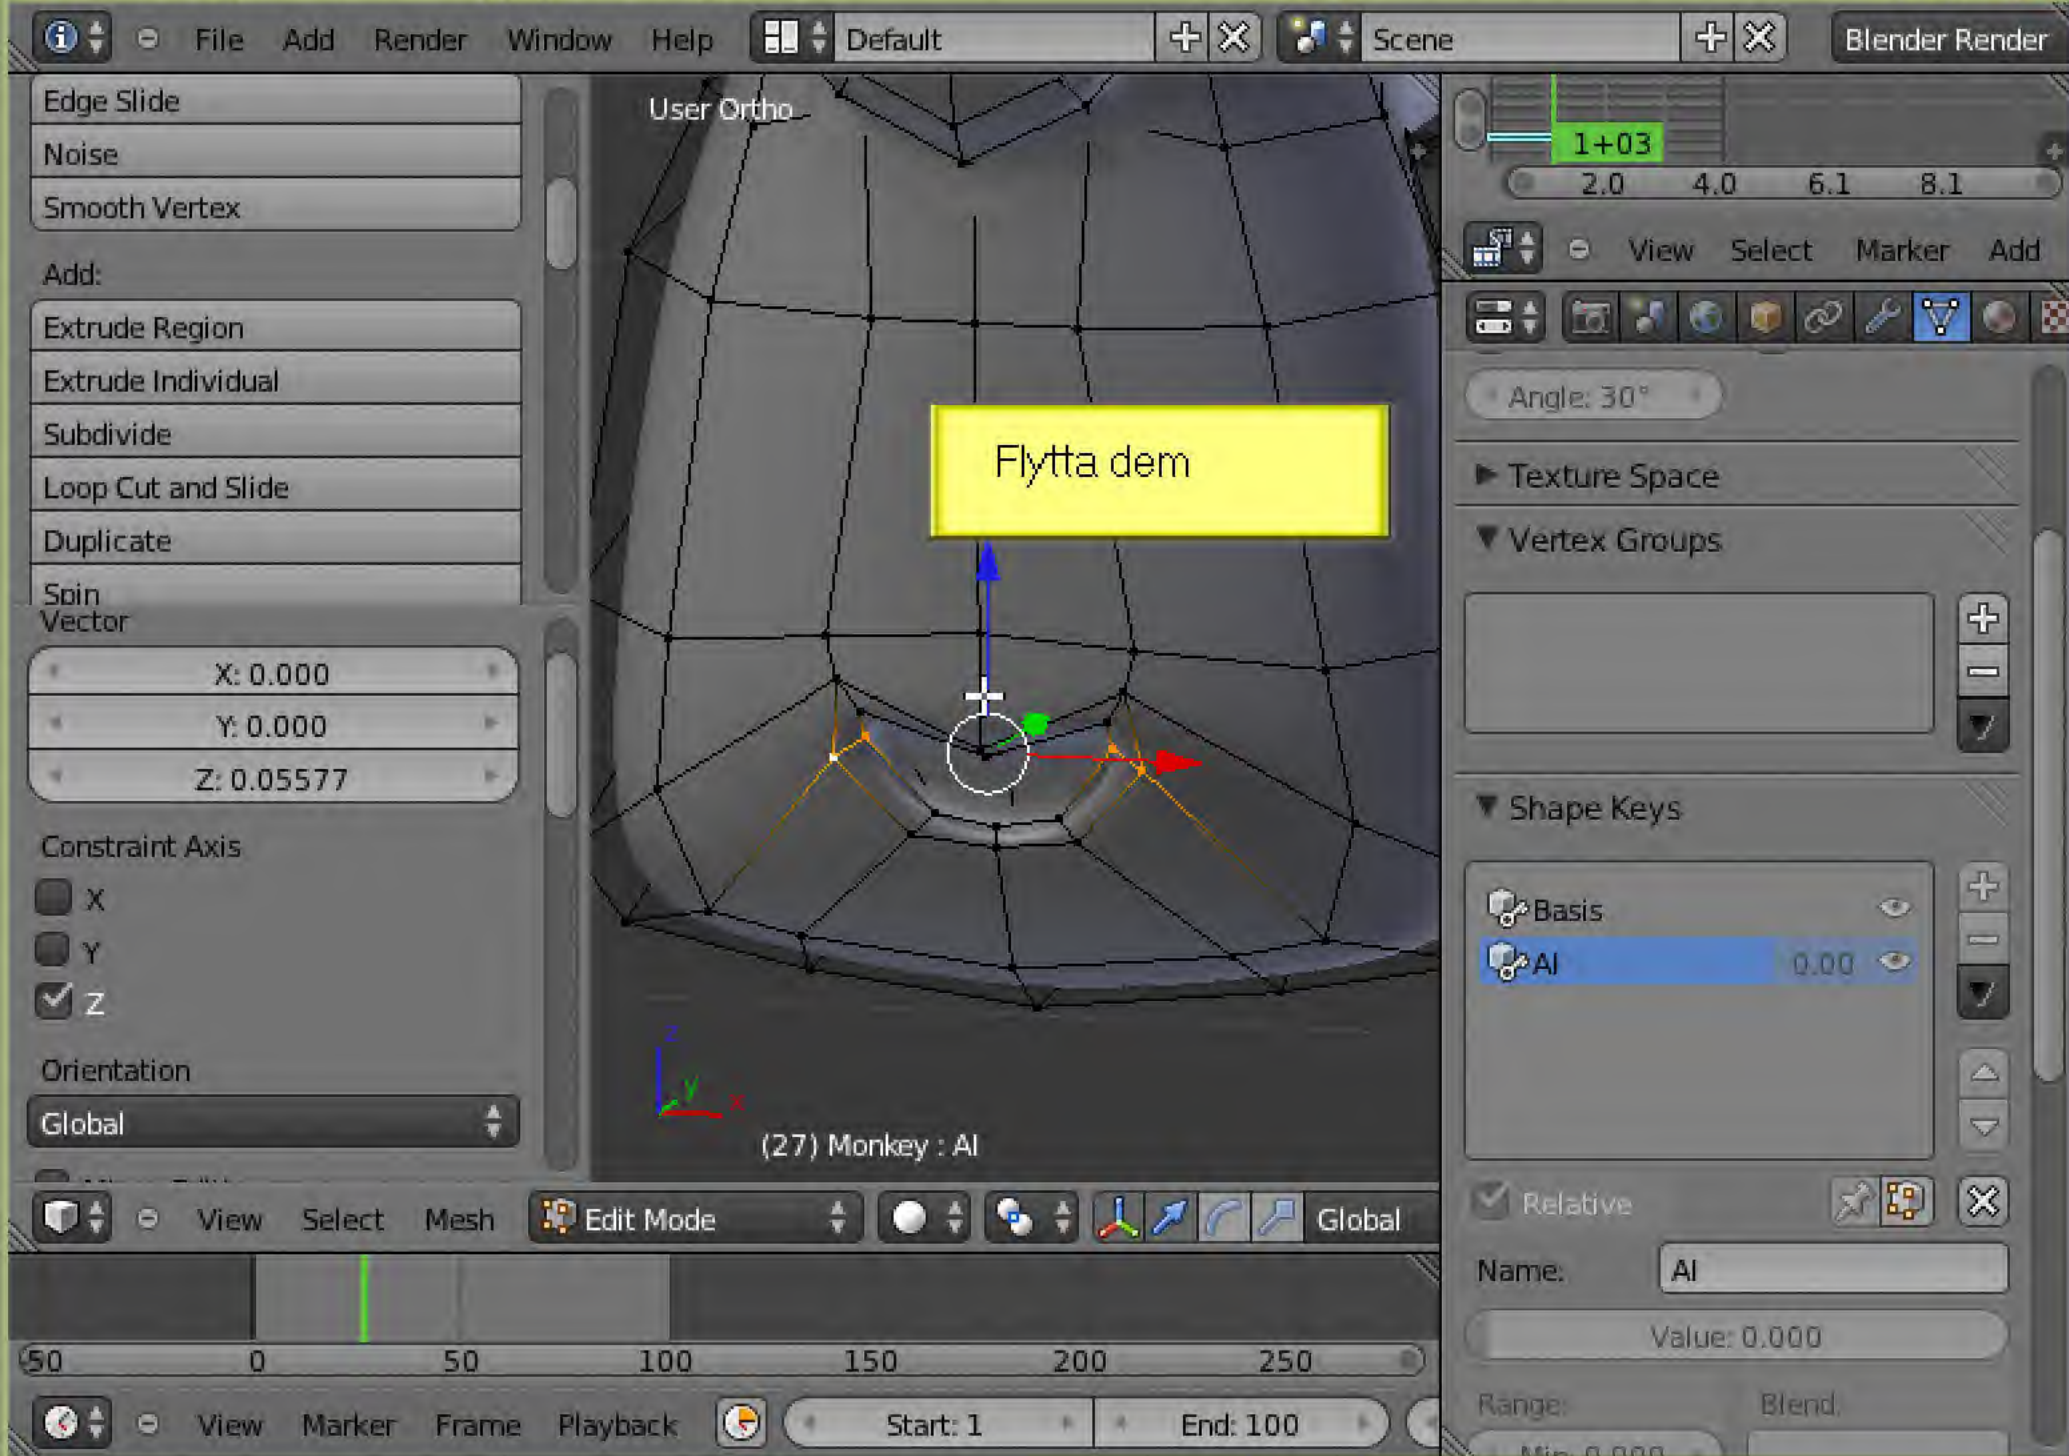 File Add Render Window Help Default Scene Blender Render
Edge Slide
Noise
Smooth Vertex
Add:
Extrude Region
Extrude Individual
Subdivide
Loop Cut and Slide
Duplicate
Spin
Vector
X: 0.000
Y: 0.000
Z: 0.05577
Constraint Axis
X
Y
Z
Orientation
Global
User Ortho
Flytta dem
z
y
x
(27) Monkey : AI
View Select Mesh Edit Mode Global
-50 0 50 100 150 200 250
View Marker Frame Playback Start: 1 End: 100
1+03
2.0 4.0 6.1 8.1
View Select Marker Add
Angle: 30°
Texture Space
Vertex Groups
Shape Keys
Basis
AI 0.00
Relative
Name: AI
Value: 0.000
Range: Blend:
Min: 0.000